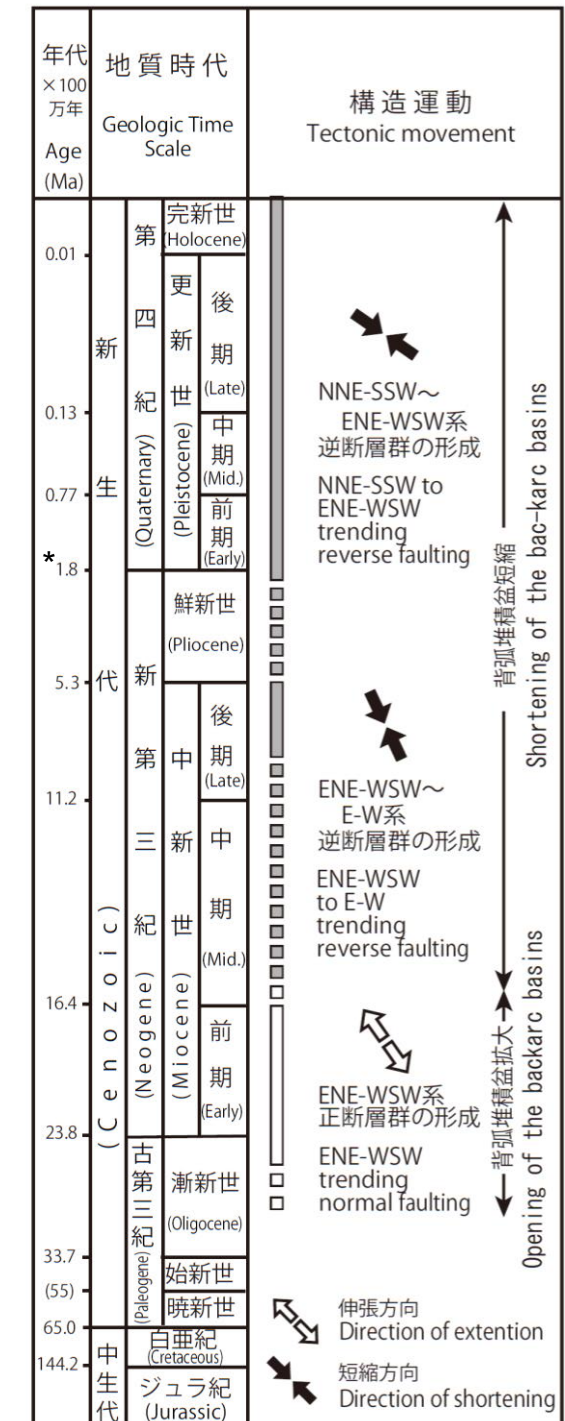 年代
×100
万年
Age
(Ma)
地質時代
Geologic Time
Scale
構造運動
Tectonic movement
0.01
0.13
0.77
*
1.8
5.3
11.2
16.4
23.8
33.7
(55)
65.0
144.2
新生代
(Cenozoic)
中生代
第四紀
(Quaternary)
新第三紀
(Neogene)
古第三紀
(Paleogene)
完新世
(Holocene)
更新世
(Pleistocene)
後期
(Late)
中期
(Mid.)
前期
(Early)
鮮新世
(Pliocene)
中新世
(Miocene)
後期
(Late)
中期
(Mid.)
前期
(Early)
漸新世
(Oligocene)
始新世
暁新世
白亜紀
(Cretaceous)
ジュラ紀
(Jurassic)
NNE-SSW～
ENE-WSW系
逆断層群の形成
NNE-SSW to
ENE-WSW
trending
reverse faulting
ENE-WSW～
E-W系
逆断層群の形成
ENE-WSW
to E-W
trending
reverse faulting
ENE-WSW系
正断層群の形成
ENE-WSW
trending
normal faulting
背弧堆積盆短縮
Shortening of the bac-karc basins
背弧堆積盆拡大
Opening of the backarc basins
伸張方向
Direction of extention
短縮方向
Direction of shortening